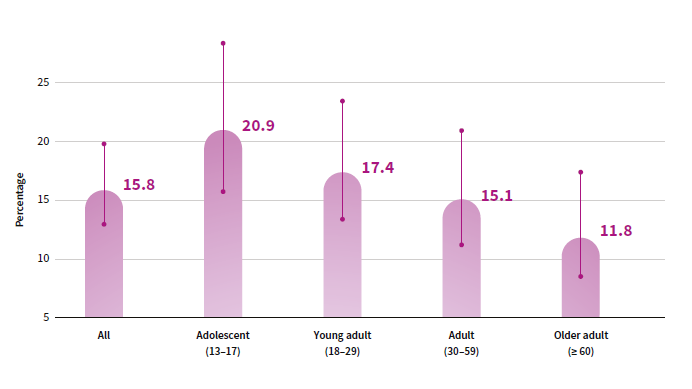 25
20
15
10
5
Percentage
15.8
20.9
17.4
15.1
11.8
All
Adolescent
(13–17)
Young adult
(18–29)
Adult
(30–59)
Older adult
(≥ 60)